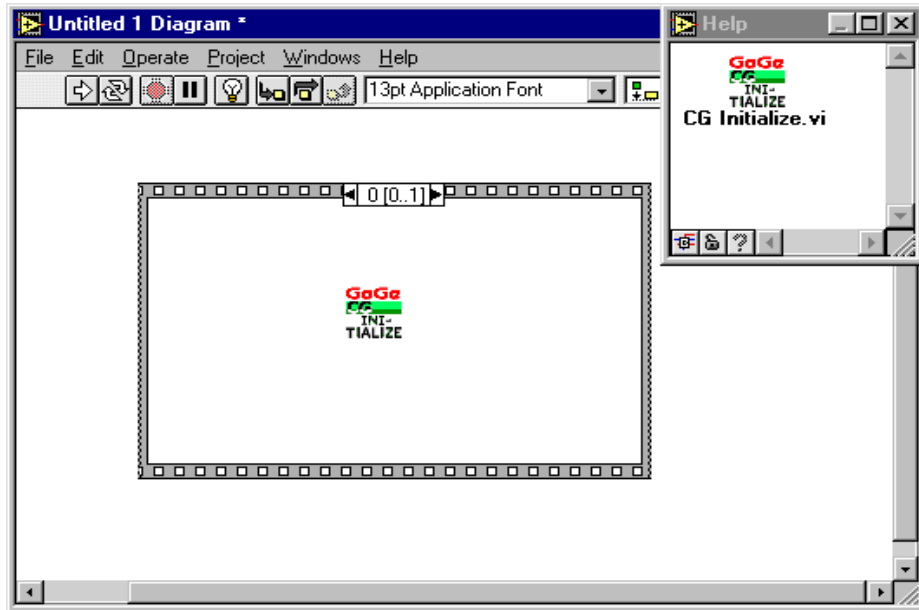 Untitled 1 Diagram *
File Edit Operate Project Windows Help
13pt Application Font
0 [0..1]
GaGe
CG
INI-
TIALIZE
Help
GaGe
CG
INI-
TIALIZE
CG Initialize.vi
?